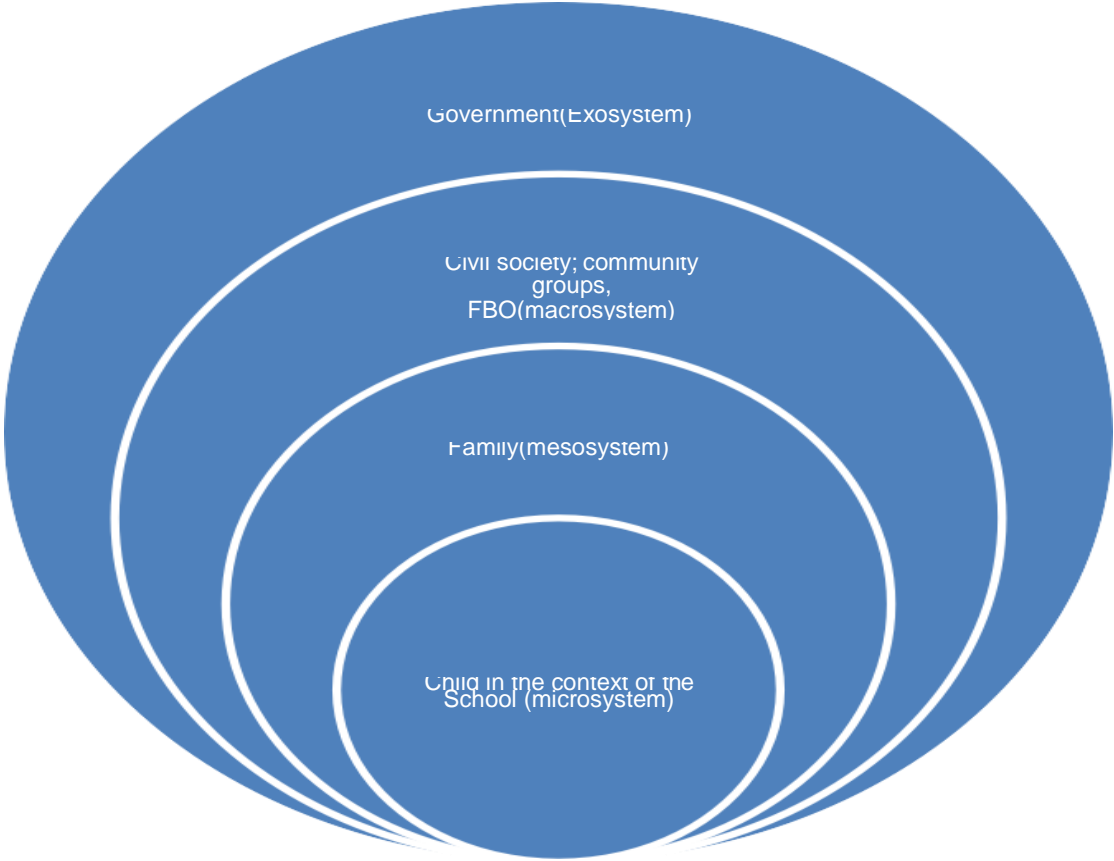 Government(Exosystem)
Civil society; community
groups,
FBO(macrosystem)
Family(mesosystem)
Child in the context of the
School (microsystem)